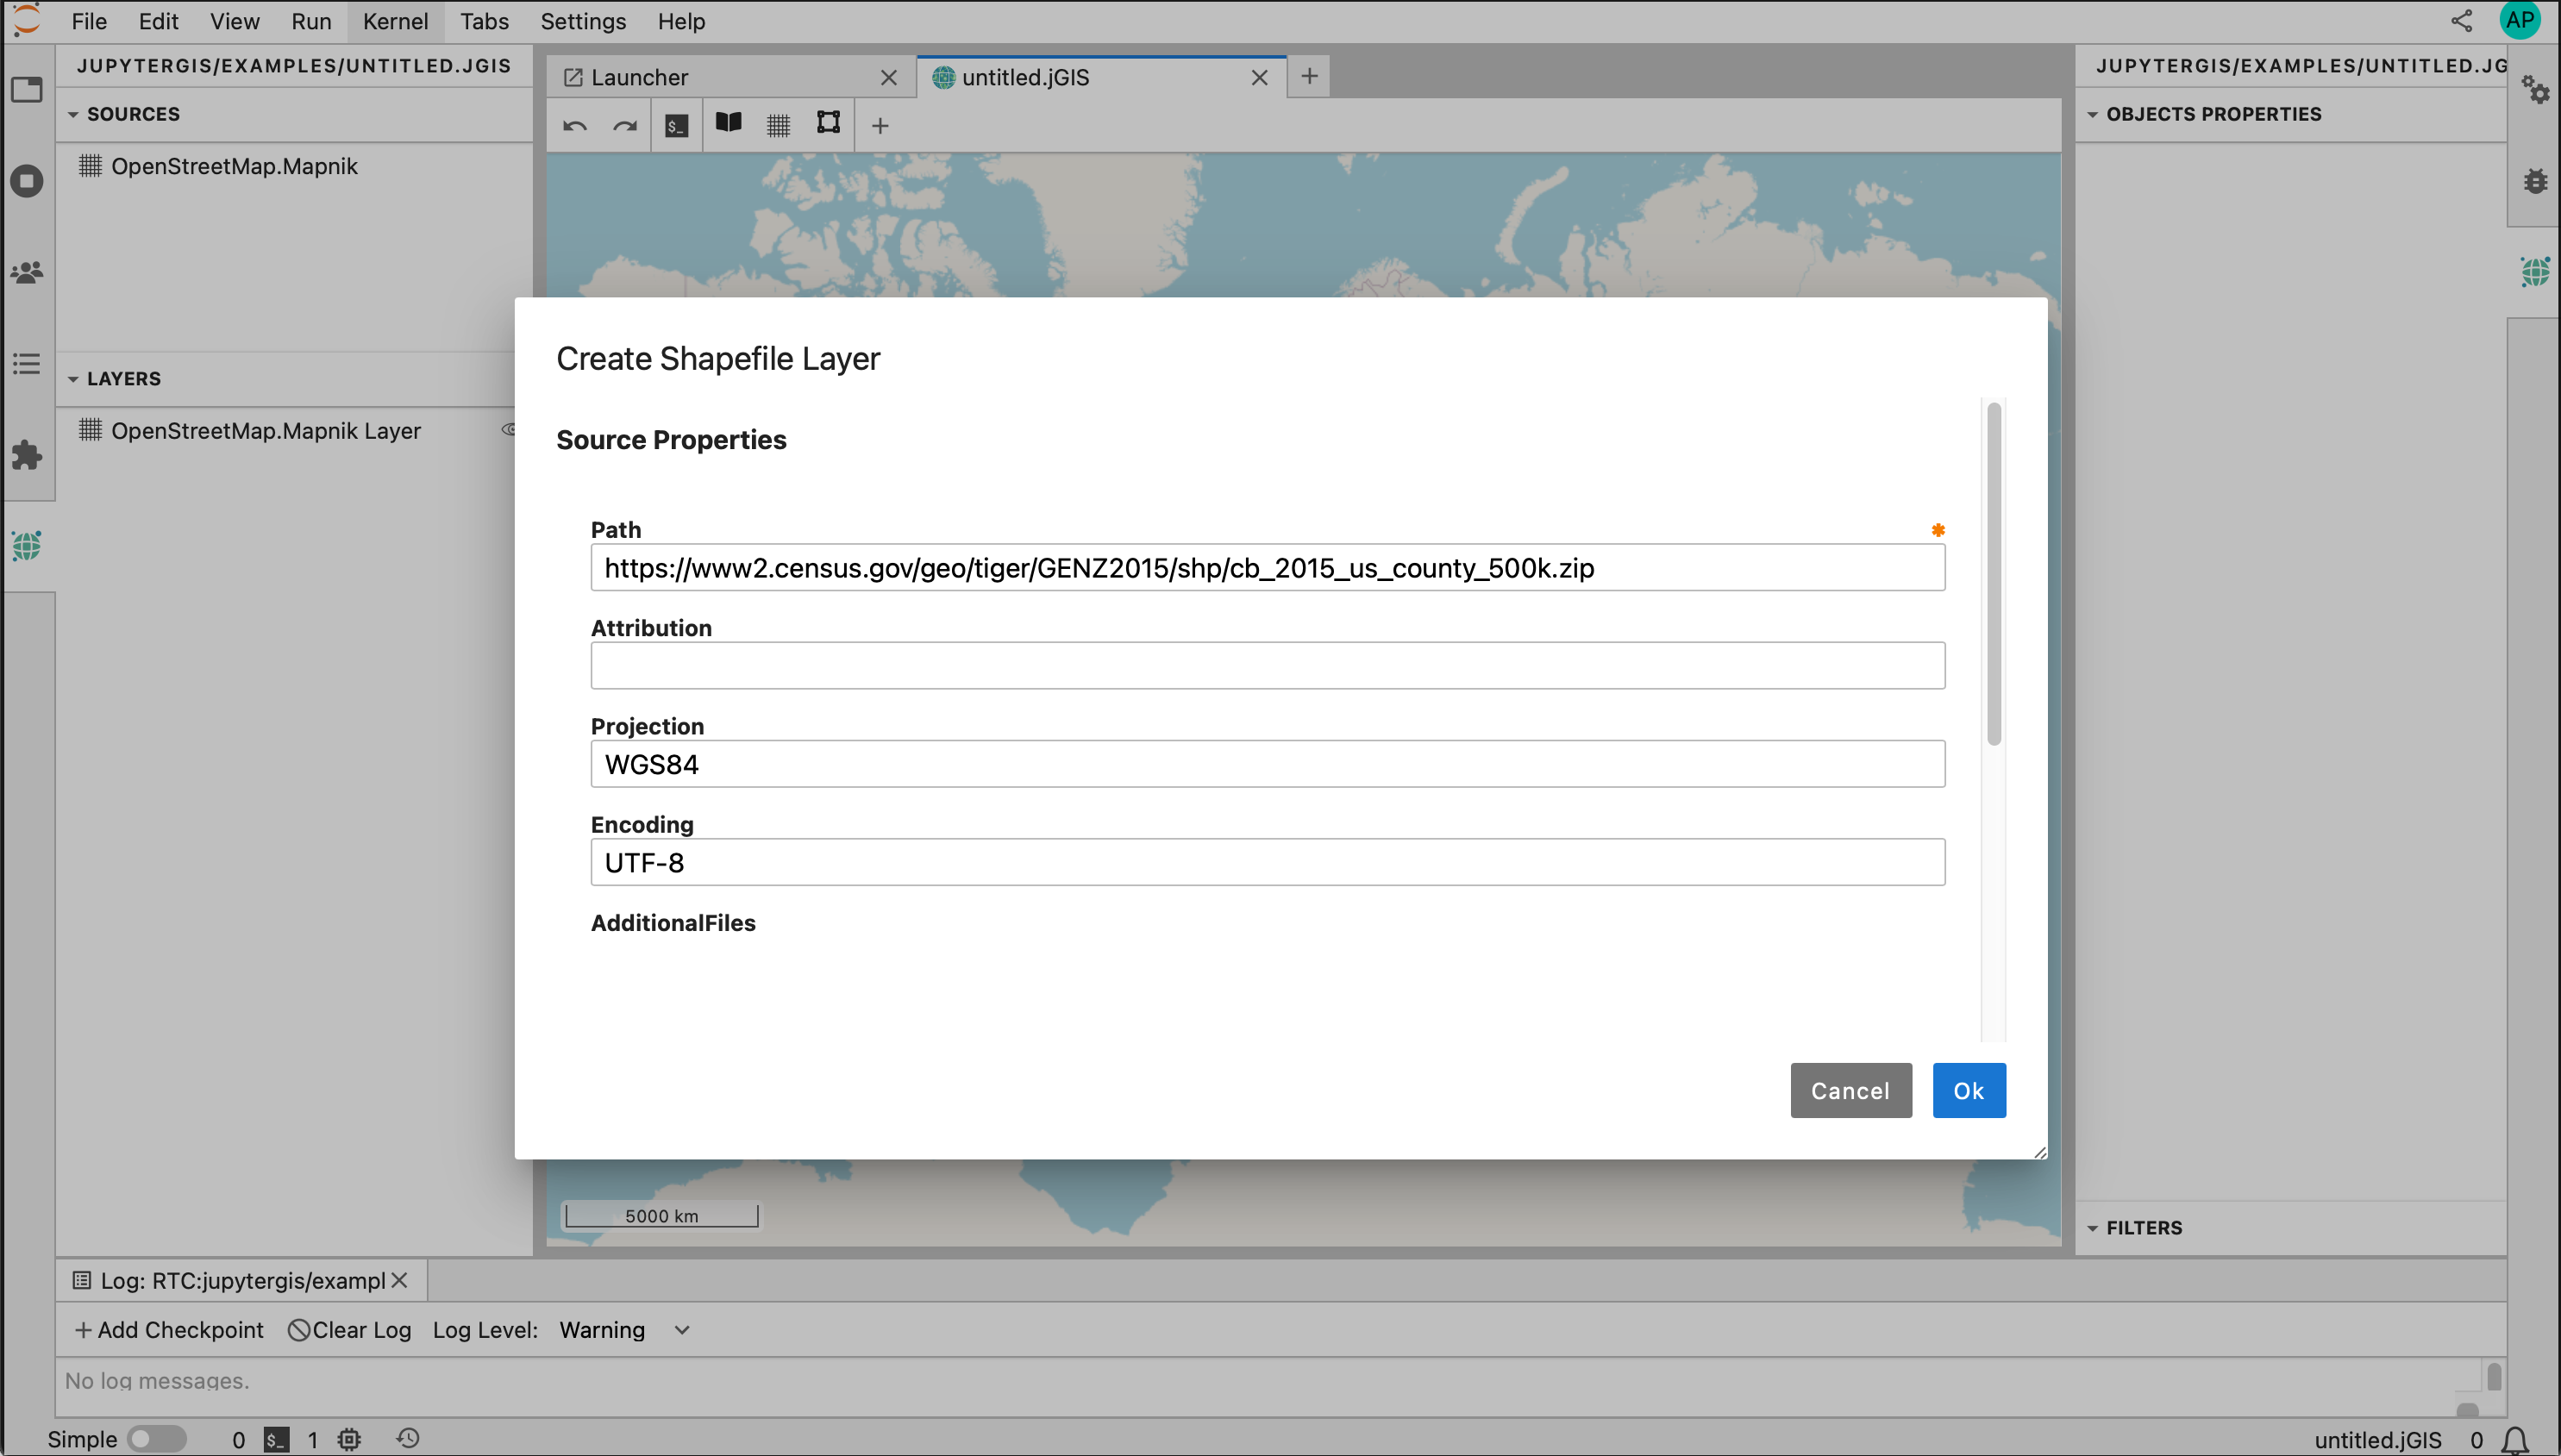 File Edit View Run Kernel Tabs Settings Help
AP
JUPYTERGIS/EXAMPLES/UNTITLED.JGIS
SOURCES
OpenStreetMap.Mapnik
LAYERS
OpenStreetMap.Mapnik Layer
Launcher
untitled.jGIS
$_
Create Shapefile Layer
Source Properties
Path *
https://www2.census.gov/geo/tiger/GENZ2015/shp/cb_2015_us_county_500k.zip
Attribution
Projection
WGS84
Encoding
UTF-8
AdditionalFiles
Cancel Ok
5000 km
JUPYTERGIS/EXAMPLES/UNTITLED.JG
OBJECTS PROPERTIES
FILTERS
Log: RTC:jupytergis/exampl
Add Checkpoint Clear Log Log Level: Warning
No log messages.
Simple 0 $_ 1
untitled.jGIS 0